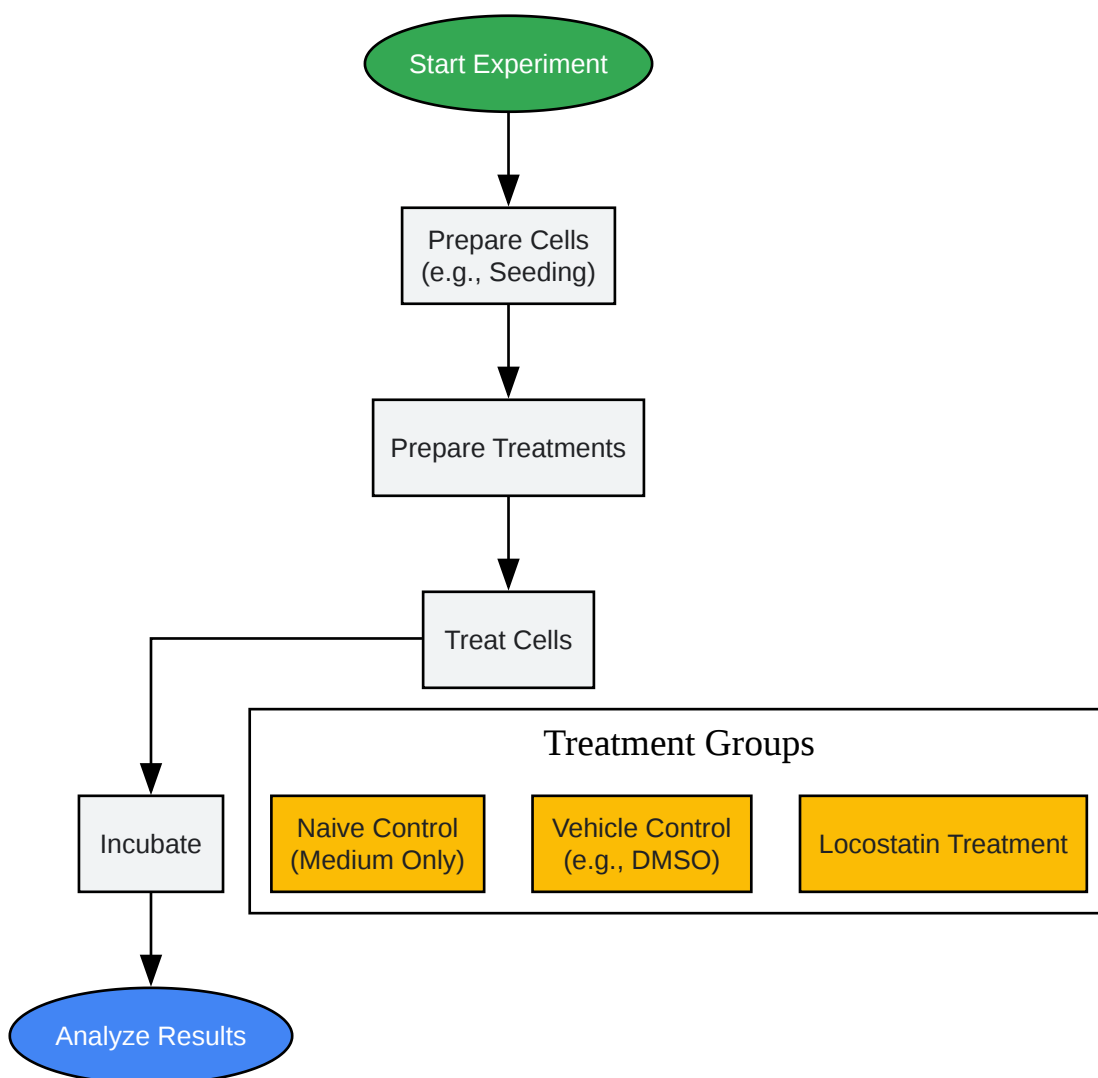 Start Experiment
Prepare Cells
(e.g., Seeding)
Prepare Treatments
Treat Cells
Treatment Groups
Incubate
Naive Control
(Medium Only)
Vehicle Control
(e.g., DMSO)
Locostatin Treatment
Analyze Results